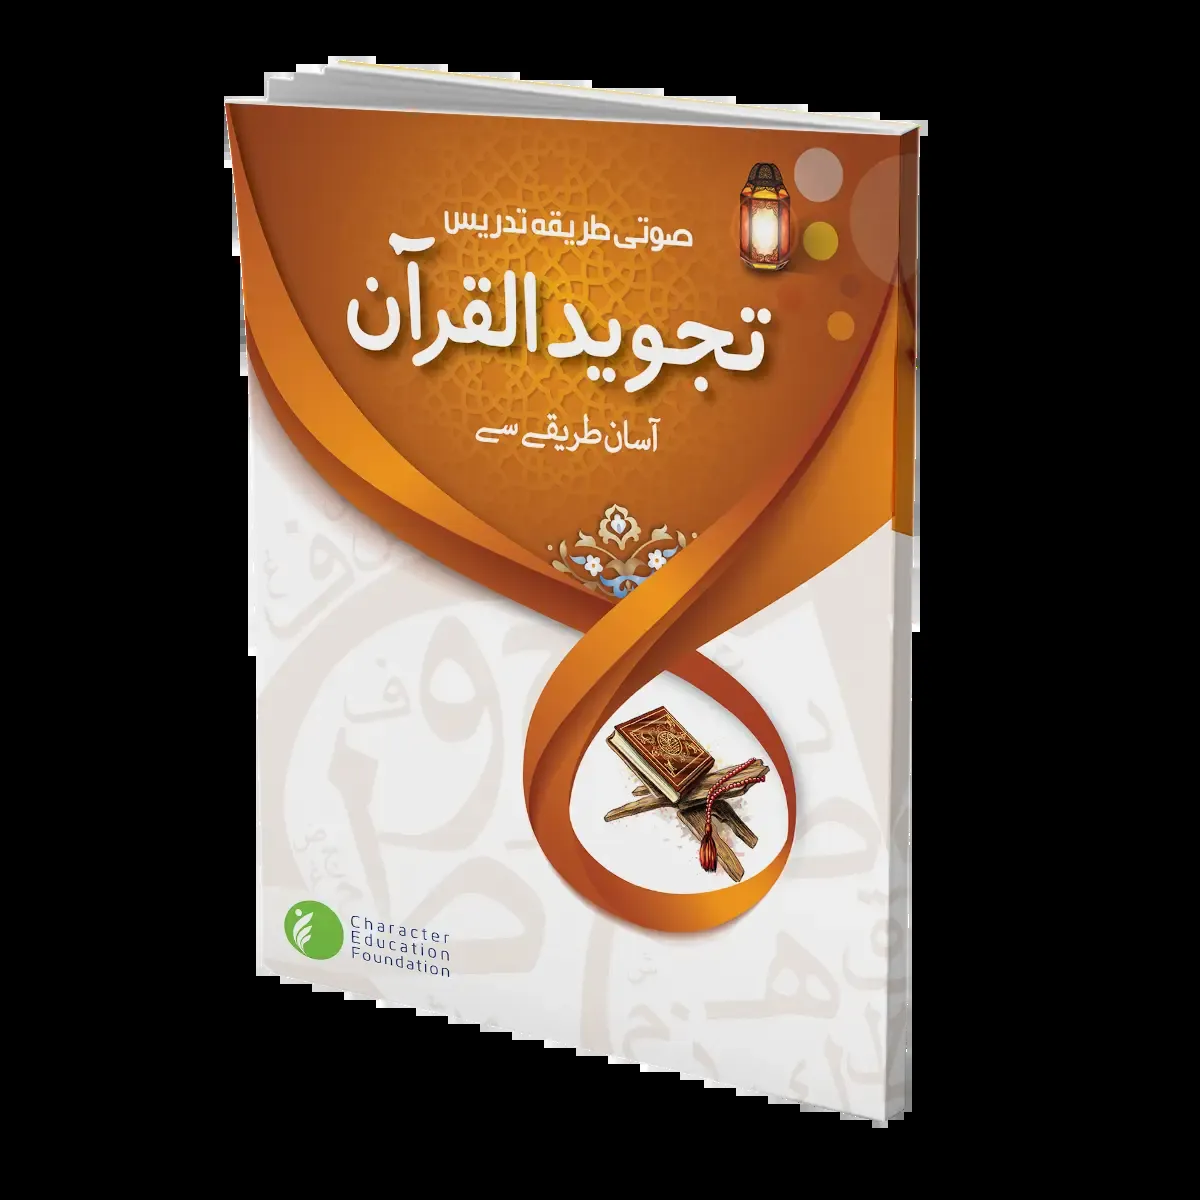 صوتی طریقہ تدریس
تجوید القرآن
آسان طریقے سے
Character
Education
Foundation